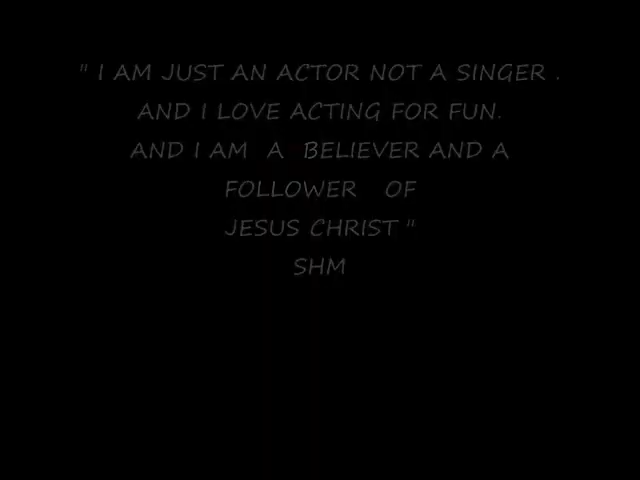 " I AM JUST AN ACTOR NOT A SINGER .
AND I LOVE ACTING FOR FUN.
AND I AM A BELIEVER AND A
FOLLOWER OF
JESUS CHRIST "
SHM